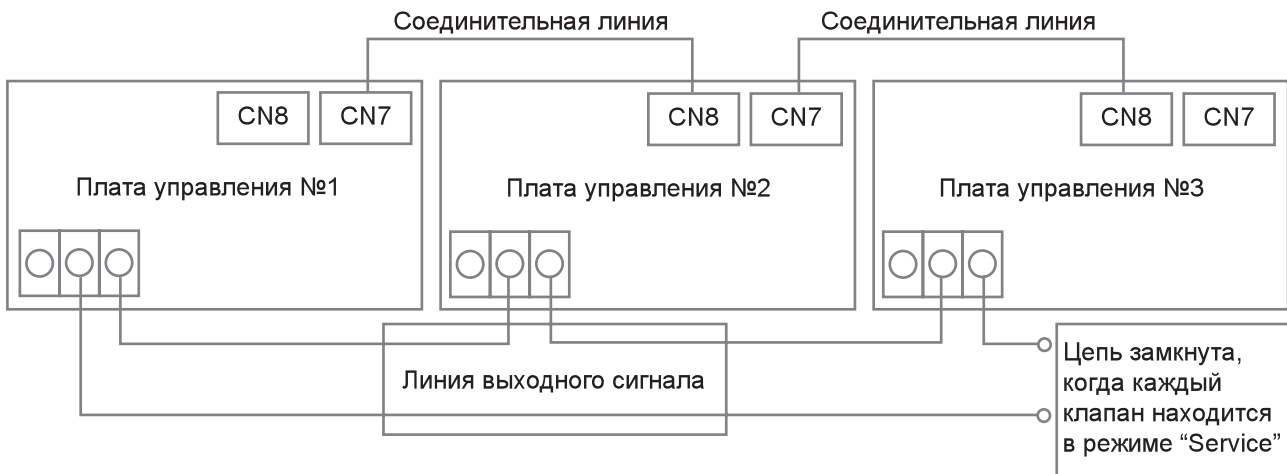 Соединительная линия
Соединительная линия
CN8
CN7
CN8
CN7
CN8
CN7
Плата управления №1
Плата управления №2
Плата управления №3
Линия выходного сигнала
Цепь замкнута,
когда каждый
клапан находится
в режиме “Service”